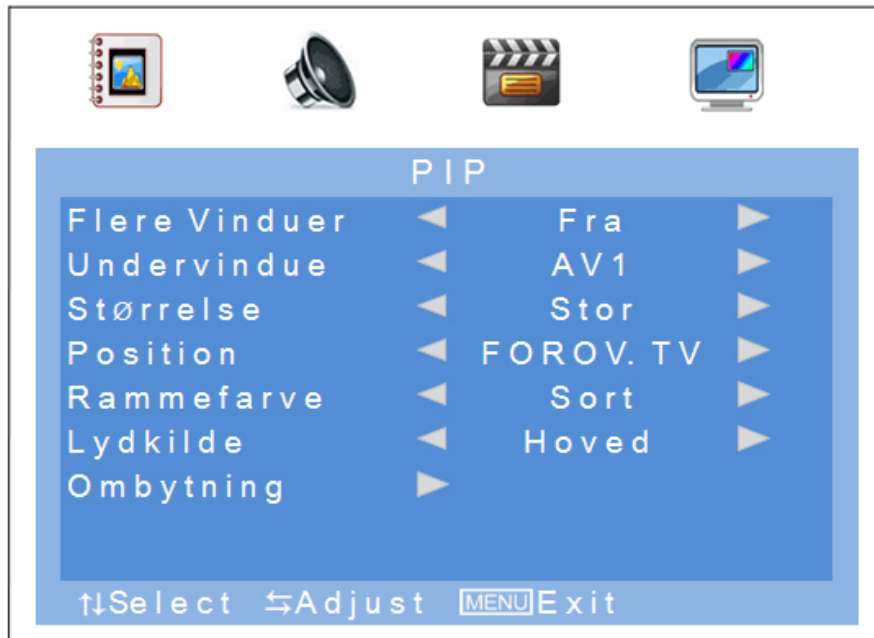 PIP
Flere Vinduer Fra
Undervindue AV1
Størrelse Stor
Position FOROV. TV
Rammefarve Sort
Lydkilde Hoved
Ombytning
↑↓Select ⇆Adjust MENU Exit